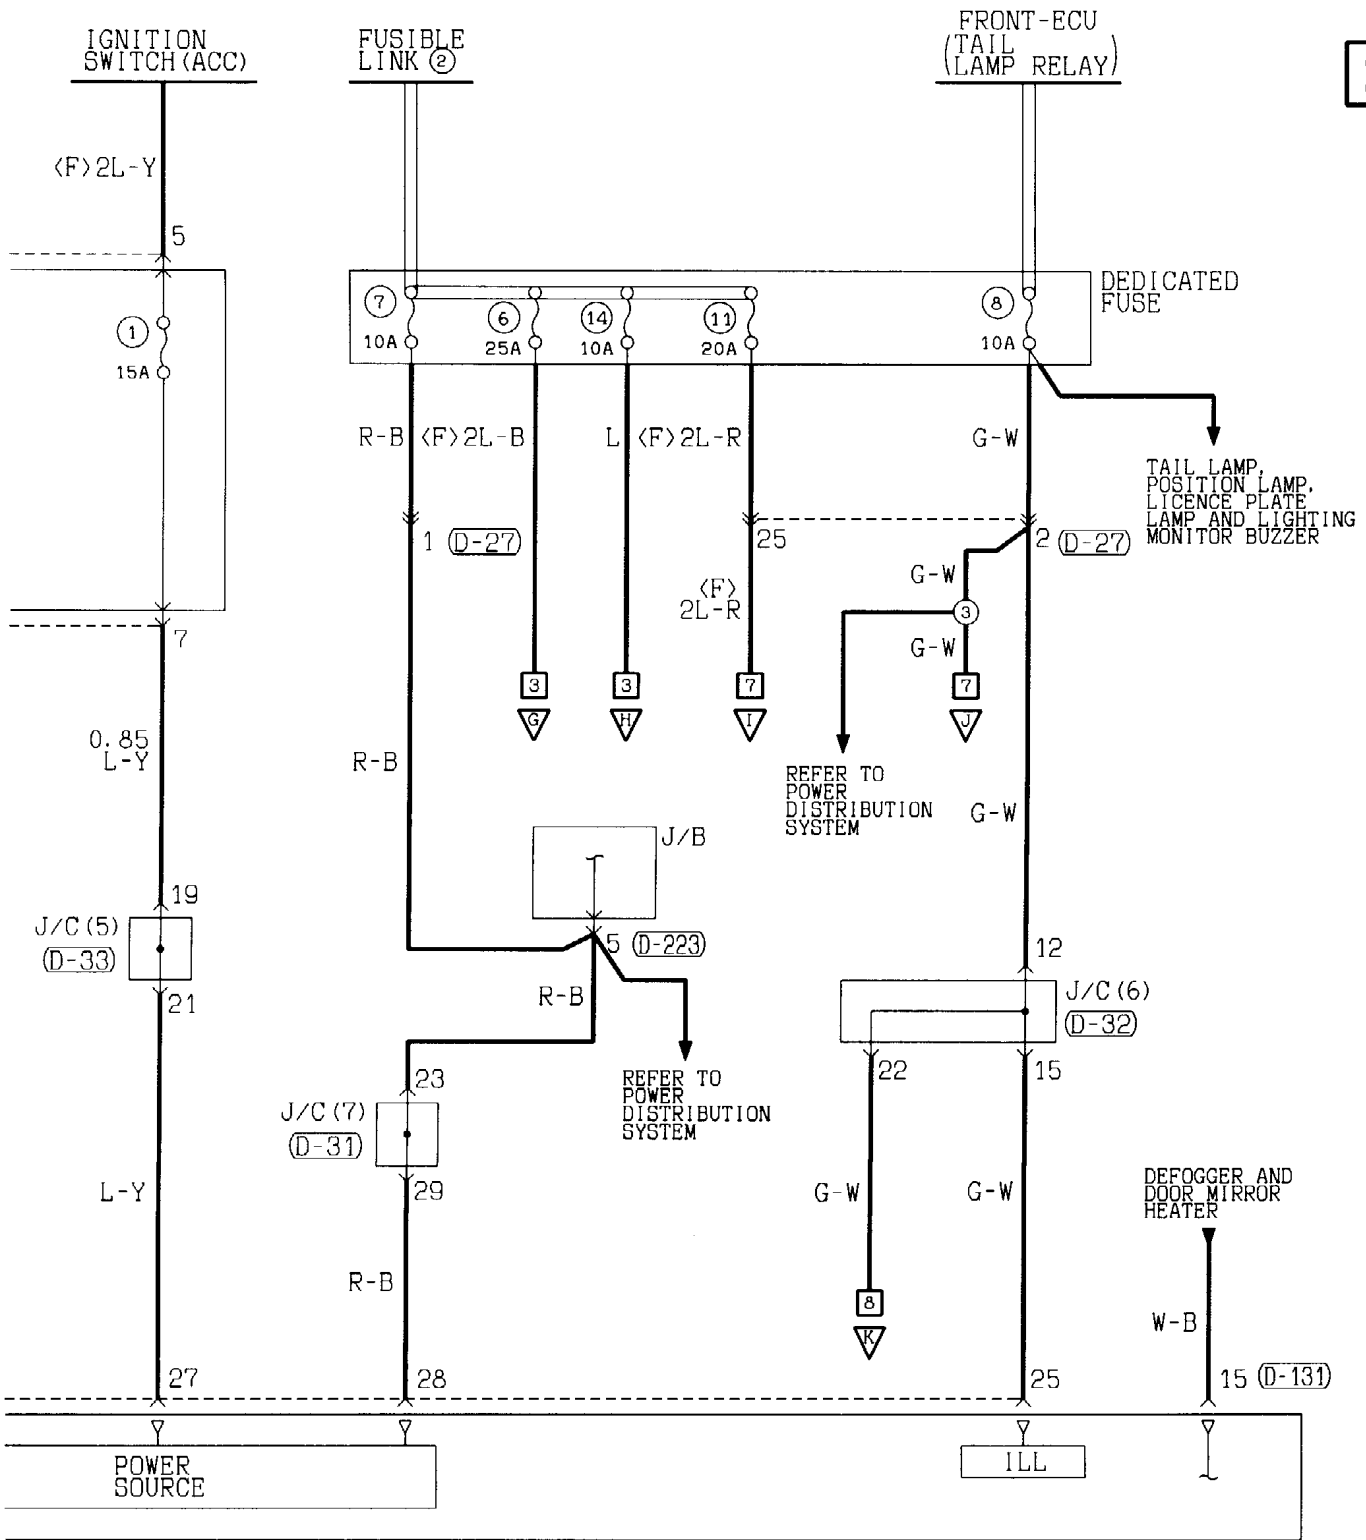 IGNITION
SWITCH(ACC)
FUSIBLE
LINK ②
FRONT-ECU
(TAIL
LAMP RELAY)
<F>2L-Y
5
DEDICATED
FUSE
7
6
14
11
8
1
10A
25A
10A
20A
10A
15A
R-B
<F>2L-B
L
<F>2L-R
G-W
TAIL LAMP,
POSITION LAMP,
LICENCE PLATE
LAMP AND LIGHTING
MONITOR BUZZER
1
D-27
25
2
D-27
G-W
<F>
2L-R
3
G-W
7
3
3
7
7
G
H
I
J
0.85
L-Y
R-B
REFER TO
POWER
DISTRIBUTION
SYSTEM
G-W
J/B
19
J/C(5)
D-33
21
5
D-223
12
R-B
J/C(6)
D-32
22
15
23
REFER TO
POWER
DISTRIBUTION
SYSTEM
J/C(7)
D-31
29
L-Y
G-W
G-W
DEFOGGER AND
DOOR MIRROR
HEATER
R-B
8
K
W-B
27
28
25
15
D-131
POWER
SOURCE
ILL